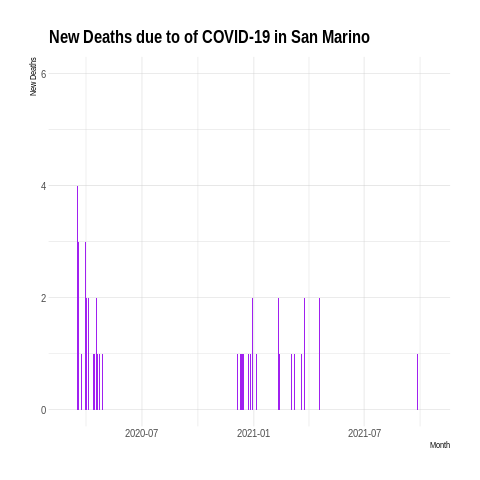 New Deaths due to of COVID-19 in San Marino
New Deaths
6
4
2
0
2020-07
2021-01
2021-07
Month